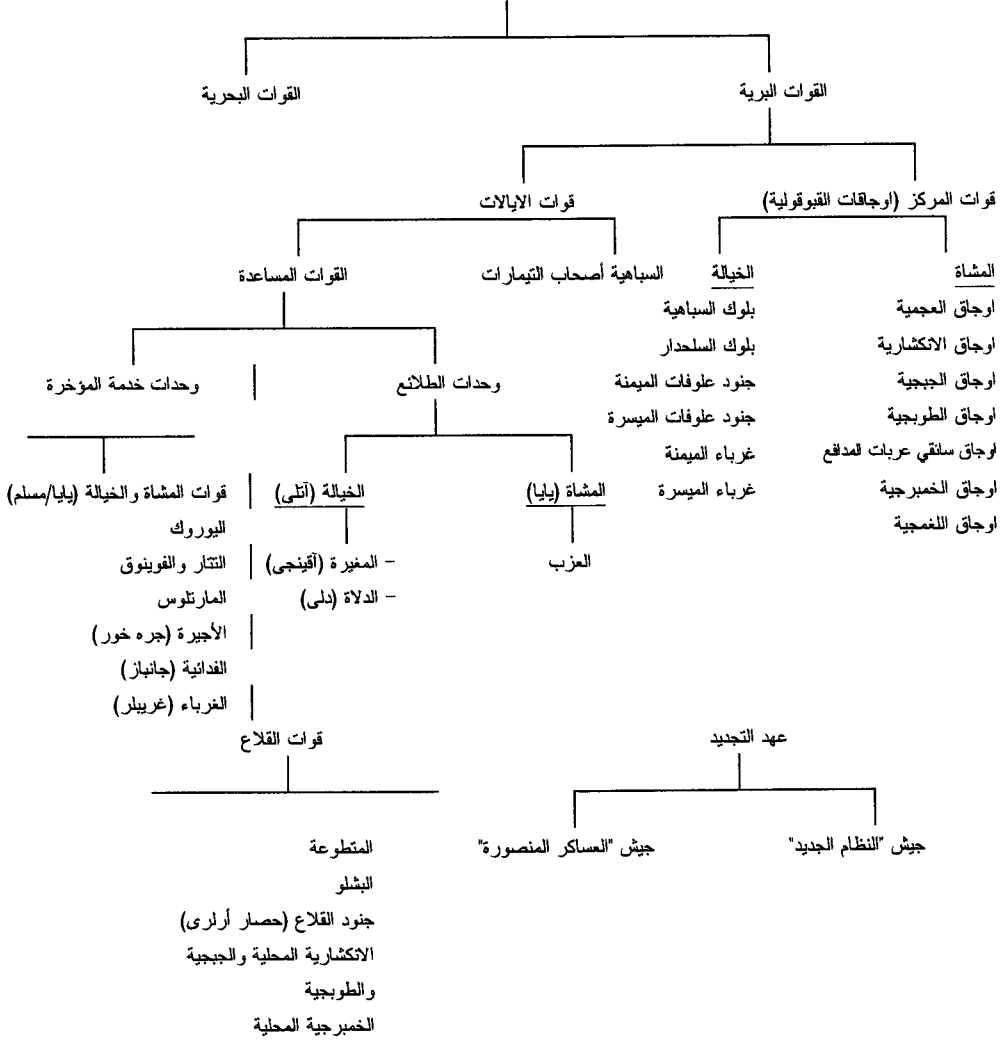 القوات البرية
القوات البحرية
قوات المركز (اوجاقات القبوقولية)
قوات الايالات
المشاة
اوجاق العجمية
اوجاق الانكشارية
اوجاق الجبجية
اوجاق الطوبجية
اوجاق سائقي عربات المدافع
اوجاق الخمبرجية
اوجاق اللغمجية
الخيالة
بلوك السباهية
بلوك السلحدار
جنود علوفات الميمنة
جنود علوفات الميسرة
غرباء الميمنة
غرباء الميسرة
السباهية أصحاب التيمارات
القوات المساعدة
وحدات الطلائع
وحدات خدمة المؤخرة
المشاة (يايا)
العزب
الخيالة (آتلى)
– المغيرة (آقينجى)
– الدلاة (دلى)
قوات المشاة والخيالة (يايا/مسلم)
اليوروك
التتار والفوينوق
المارتلوس
الأجيرة (جره خور)
الفدائية (جانباز)
الغرباء (غريبلر)
عهد التجديد
جيش "النظام الجديد"
جيش "العساكر المنصورة"
قوات القلاع
المتطوعة
البشلو
جنود القلاع (حصار أرلرى)
الانكشارية المحلية والجبجية
والطوبجية
الخمبرجية المحلية